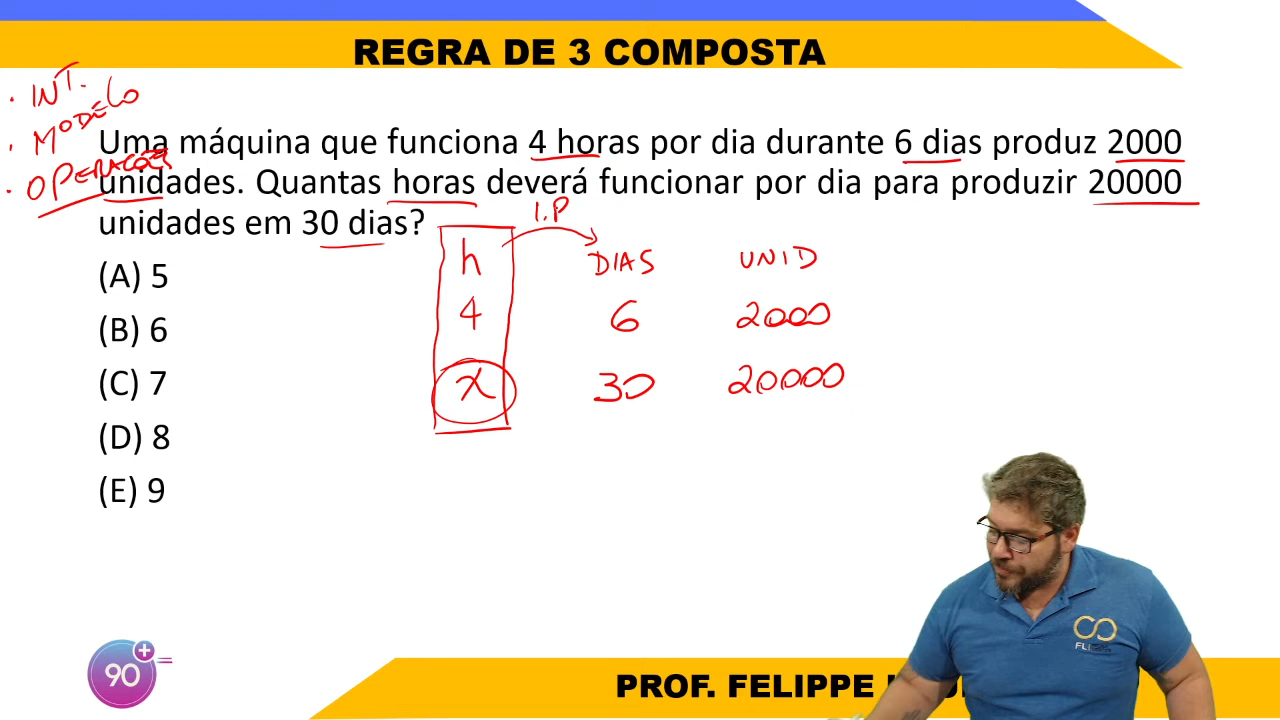 REGRA DE 3 COMPOSTA
· INT.
· MODELO
· OPERAÇÕES
Uma máquina que funciona 4 horas por dia durante 6 dias produz 2000
unidades. Quantas horas deverá funcionar por dia para produzir 20000
unidades em 30 dias?
I.P
h DIAS UNID
4 6 2000
x 30 20000
(A) 5
(B) 6
(C) 7
(D) 8
(E) 9
90+
PROF. FELIPPE